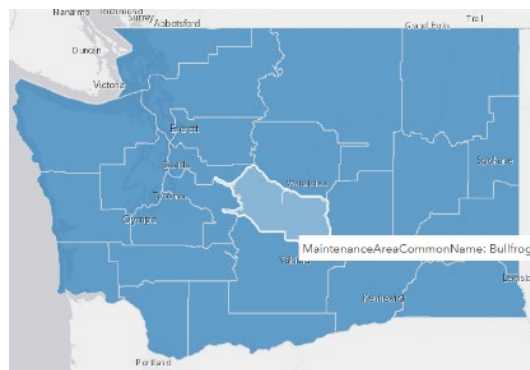 Nanaimo
Richmond
Surrey
Abbotsford
Grand Forks
Trail
Duncan
Victoria
Everett
Seattle
Spokane
Wenatchee
Tacoma
Olympia
MaintenanceAreaCommonName: Bullfrog
Yakima
Lewisto
Kennewick
Portland